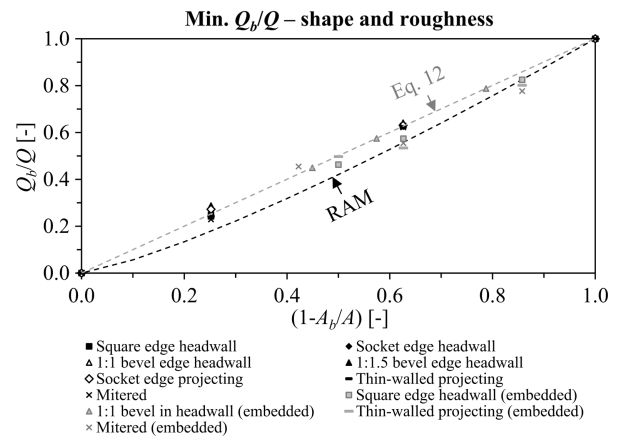 Min. Qb/Q – shape and roughness
Qb/Q [-]
1.0
0.8
0.6
0.4
0.2
0.0
Eq. 12
RAM
0.0 0.2 0.4 0.6 0.8 1.0
(1-Ab/A) [-]
Square edge headwall
Socket edge headwall
1:1 bevel edge headwall
1:1.5 bevel edge headwall
Socket edge projecting
Thin-walled projecting
Mitered
Square edge headwall (embedded)
1:1 bevel in headwall (embedded)
Thin-walled projecting (embedded)
Mitered (embedded)